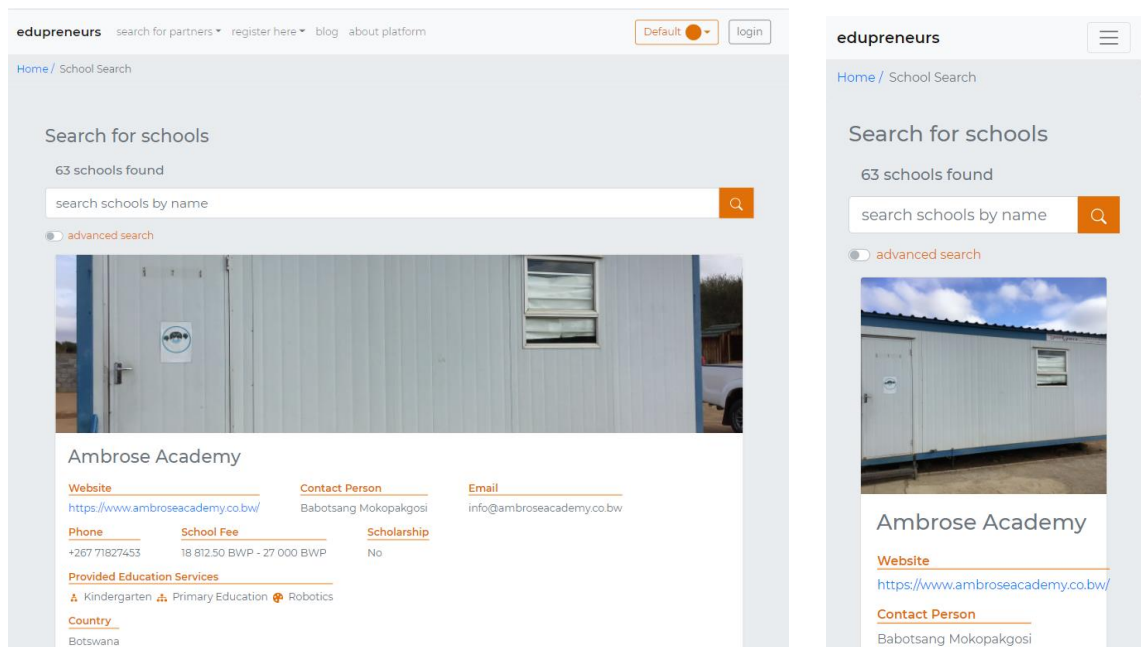 edupreneurs search for partners register here blog about platform Default login
Home / School Search
Search for schools
63 schools found
search schools by name
advanced search
Ambrose Academy
Website Contact Person Email
https://www.ambroseacademy.co.bw/ Babotsang Mokopakgosi info@ambroseacademy.co.bw
Phone School Fee Scholarship
+267 71827453 18 812.50 BWP - 27 000 BWP No
Provided Education Services
Kindergarten Primary Education Robotics
Country
Botswana
edupreneurs
Home / School Search
Search for schools
63 schools found
search schools by name
advanced search
Ambrose Academy
Website
https://www.ambroseacademy.co.bw/
Contact Person
Babotsang Mokopakgosi